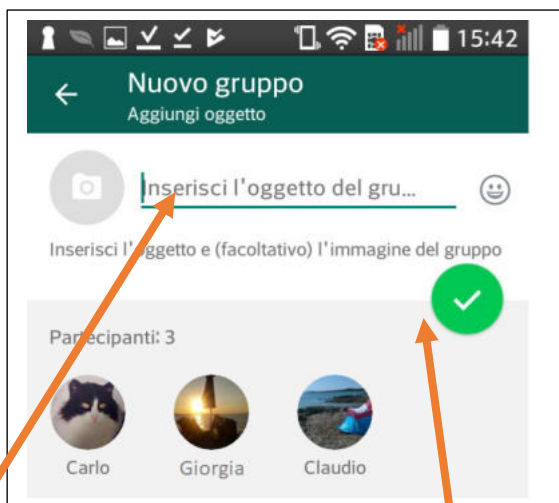 15:42
Nuovo gruppo
Aggiungi oggetto
Inserisci l'oggetto del gru...
Inserisci l'oggetto e (facoltativo) l'immagine del gruppo
Partecipanti: 3
Carlo Giorgia Claudio